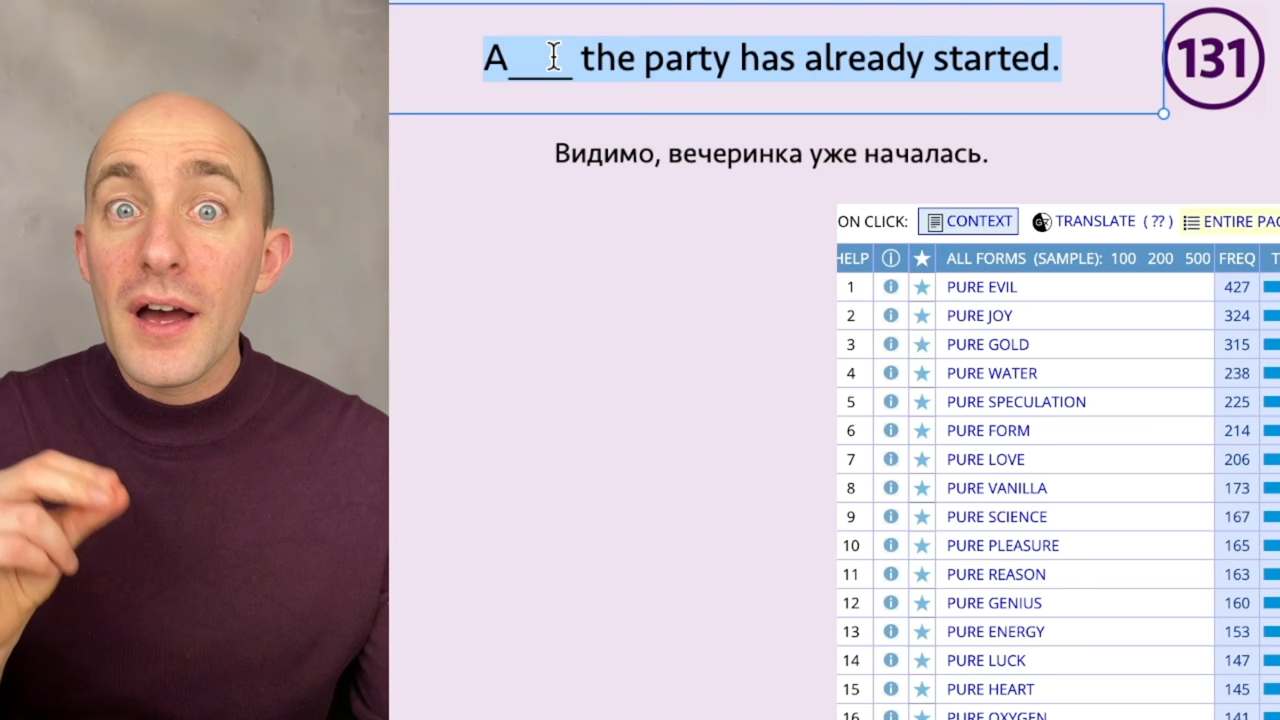 A____ the party has already started.
131
Видимо, вечеринка уже началась.
ON CLICK: CONTEXT TRANSLATE ( ?? ) ENTIRE PAG
HELP ALL FORMS (SAMPLE): 100 200 500 FREQ T
1 PURE EVIL 427
2 PURE JOY 324
3 PURE GOLD 315
4 PURE WATER 238
5 PURE SPECULATION 225
6 PURE FORM 214
7 PURE LOVE 206
8 PURE VANILLA 173
9 PURE SCIENCE 167
10 PURE PLEASURE 165
11 PURE REASON 163
12 PURE GENIUS 160
13 PURE ENERGY 153
14 PURE LUCK 147
15 PURE HEART 145
16 PURE OXYGEN 141